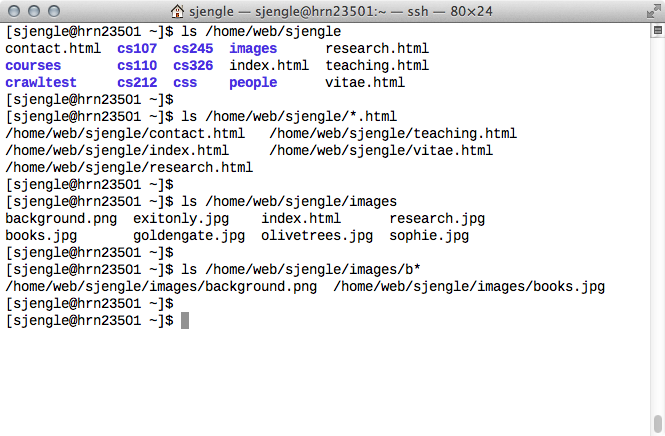 sjengle — sjengle@hrn23501:~ — ssh — 80×24
[sjengle@hrn23501 ~]$ ls /home/web/sjengle
contact.html  cs107  cs245  images      research.html
courses       cs110  cs326  index.html  teaching.html
crawltest     cs212  css    people      vitae.html
[sjengle@hrn23501 ~]$
[sjengle@hrn23501 ~]$ ls /home/web/sjengle/*.html
/home/web/sjengle/contact.html   /home/web/sjengle/teaching.html
/home/web/sjengle/index.html     /home/web/sjengle/vitae.html
/home/web/sjengle/research.html
[sjengle@hrn23501 ~]$
[sjengle@hrn23501 ~]$ ls /home/web/sjengle/images
background.png  exitonly.jpg    index.html      research.jpg
books.jpg       goldengate.jpg  olivetrees.jpg  sophie.jpg
[sjengle@hrn23501 ~]$
[sjengle@hrn23501 ~]$ ls /home/web/sjengle/images/b*
/home/web/sjengle/images/background.png  /home/web/sjengle/images/books.jpg
[sjengle@hrn23501 ~]$
[sjengle@hrn23501 ~]$